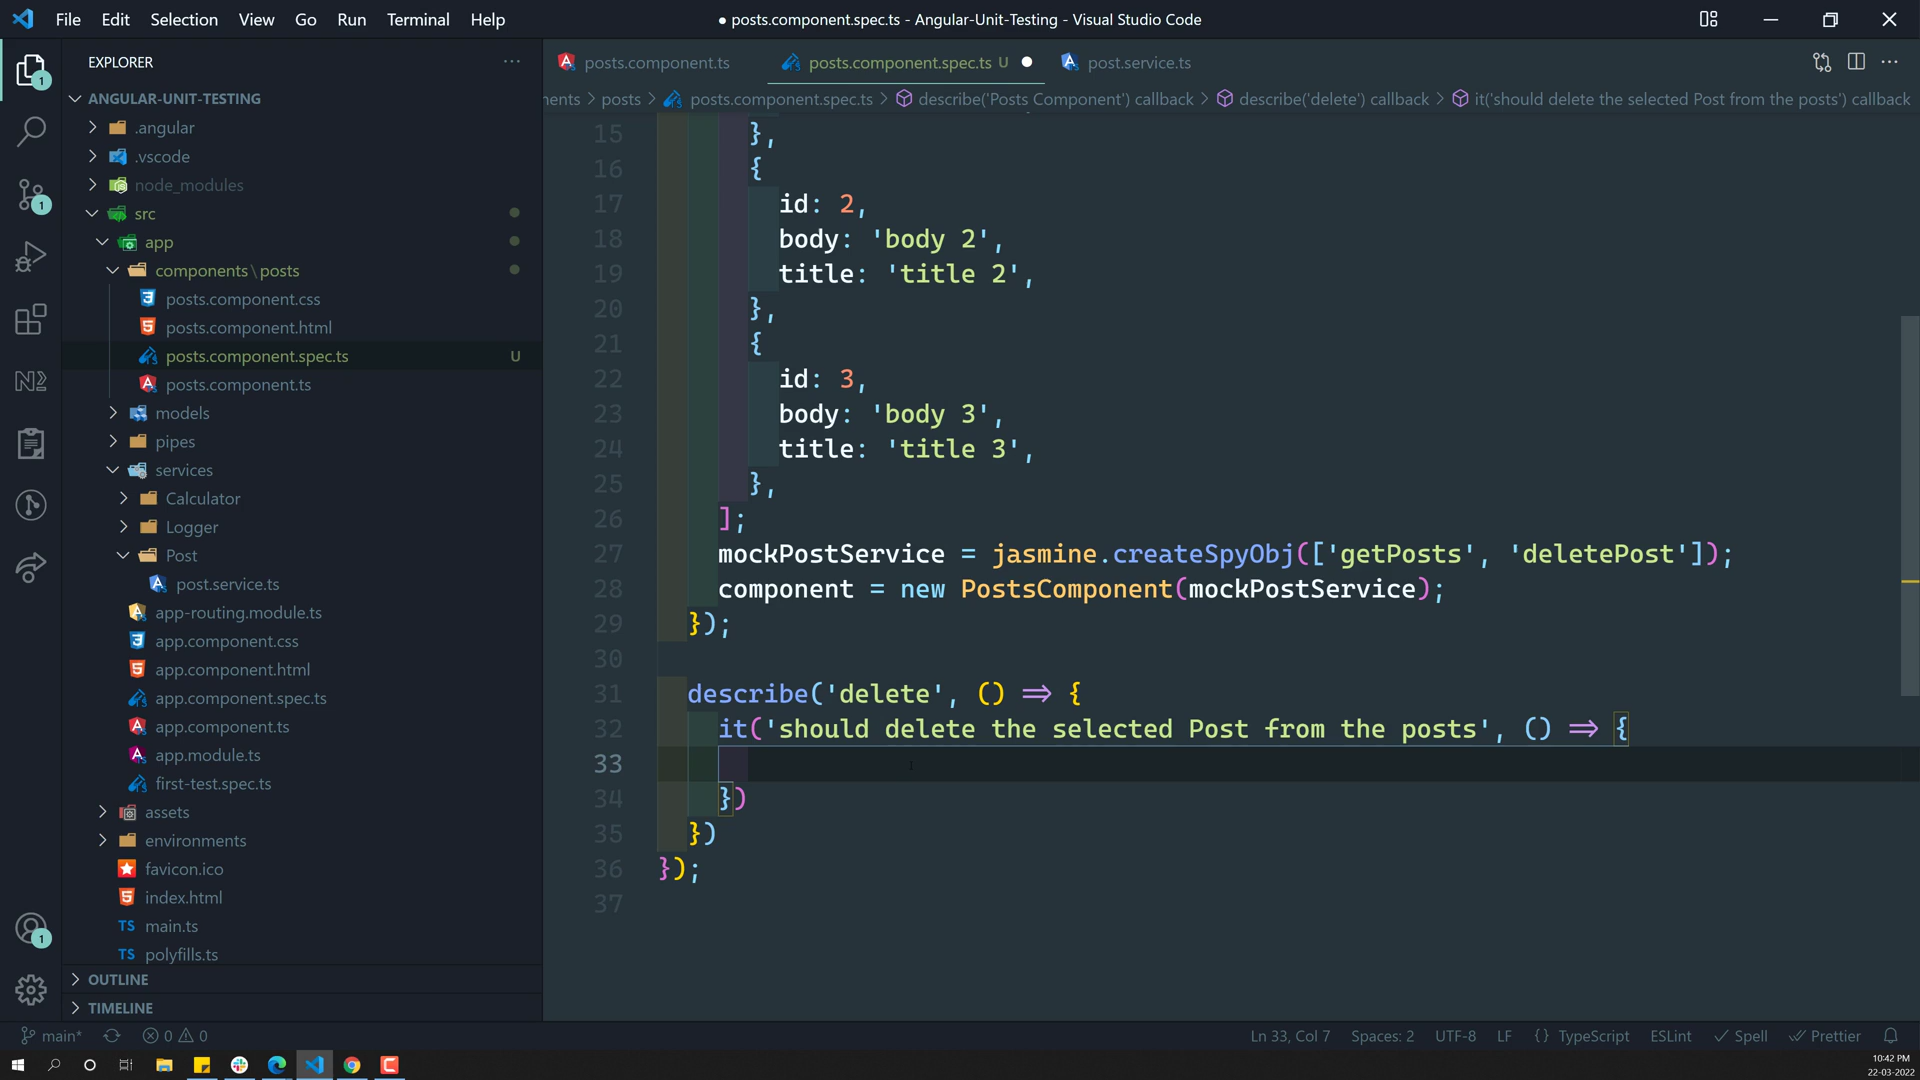 File Edit Selection View Go Run Terminal Help
● posts.component.spec.ts - Angular-Unit-Testing - Visual Studio Code
EXPLORER
ANGULAR-UNIT-TESTING
.angular
.vscode
node_modules
src
app
components\posts
posts.component.css
posts.component.html
posts.component.spec.ts U
posts.component.ts
models
pipes
services
Calculator
Logger
Post
post.service.ts
app-routing.module.ts
app.component.css
app.component.html
app.component.spec.ts
app.component.ts
app.module.ts
first-test.spec.ts
assets
environments
favicon.ico
index.html
main.ts
polyfills.ts
OUTLINE
TIMELINE
posts.component.ts posts.component.spec.ts U ● post.service.ts
nents > posts > posts.component.spec.ts > describe('Posts Component') callback > describe('delete') callback > it('should delete the selected Post from the posts') callback
15 },
16 {
17 id: 2,
18 body: 'body 2',
19 title: 'title 2',
20 },
21 {
22 id: 3,
23 body: 'body 3',
24 title: 'title 3',
25 },
26 ];
27 mockPostService = jasmine.createSpyObj(['getPosts', 'deletePost']);
28 component = new PostsComponent(mockPostService);
29 });
30
31 describe('delete', () => {
32 it('should delete the selected Post from the posts', () => {
33
34 })
35 })
36 });
37
main* 0 0
Ln 33, Col 7 Spaces: 2 UTF-8 LF {} TypeScript ESLint Spell Prettier
10:42 PM
22-03-2022